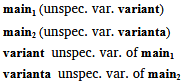 main₁ (unspec. var. variant)
main₂ (unspec. var. varianta)
variant unspec. var. of main₁
varianta unspec. var. of main₂